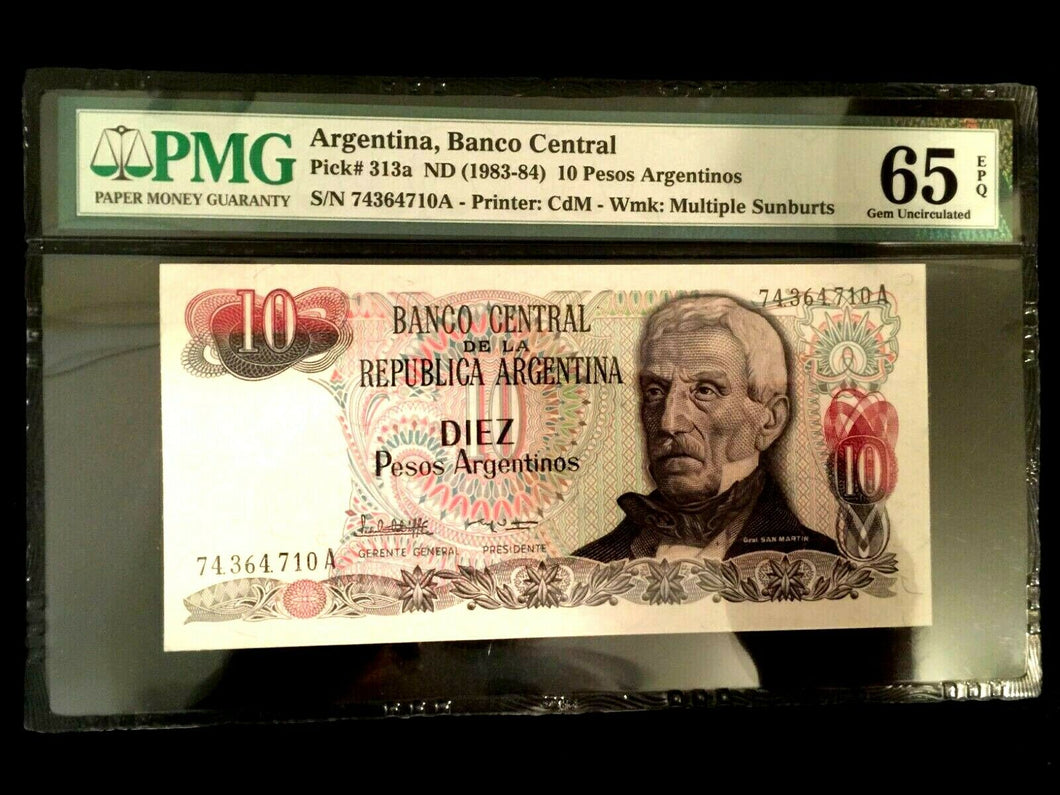 PMG
PAPER MONEY GUARANTY
Argentina, Banco Central
Pick# 313a ND (1983-84) 10 Pesos Argentinos
S/N 74364710A - Printer: CdM - Wmk: Multiple Sunburts
65
EPQ
Gem Uncirculated
10
74.364.710 A
BANCO CENTRAL
DE LA
REPUBLICA ARGENTINA
10
DIEZ
Pesos Argentinos
10
Gral SAN MARTIN
GERENTE GENERAL PRESIDENTE
74.364.710 A